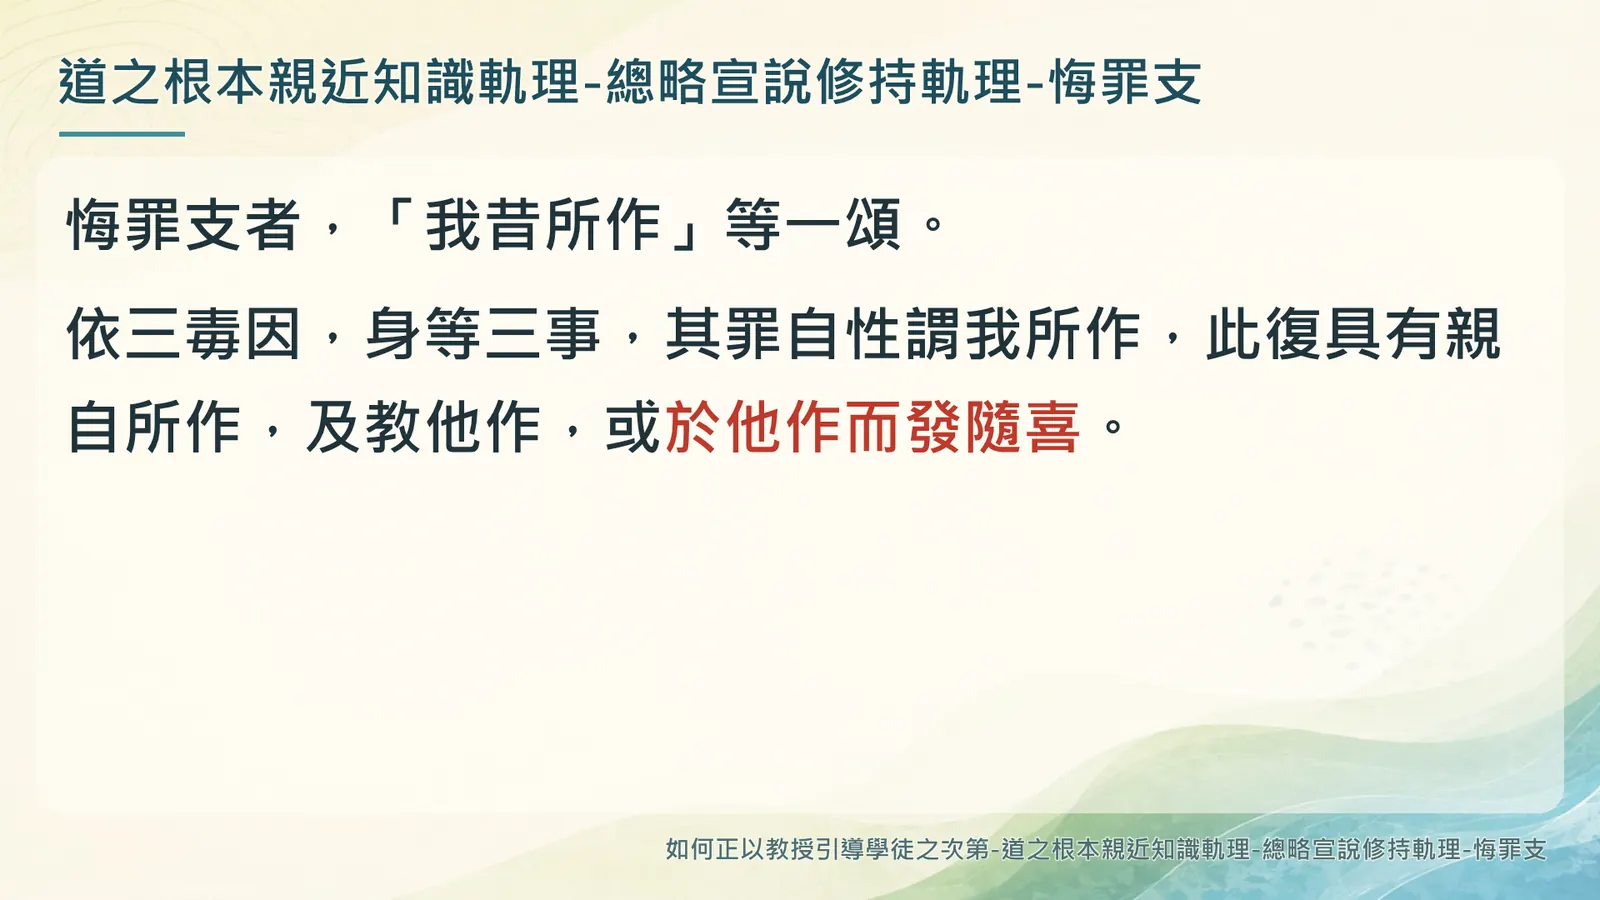 道之根本親近知識軌理-總略宣說修持軌理-悔罪支
悔罪支者，「我昔所作」等一頌。
依三毒因，身等三事，其罪自性謂我所作，此復具有親
自所作，及教他作，或於他作而發隨喜。
如何正以教授引導學徒之次第-道之根本親近知識軌理-總略宣說修持軌理-悔罪支